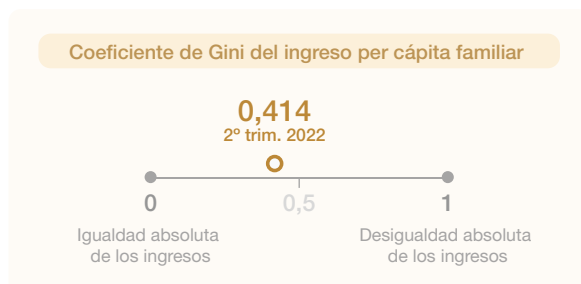 Coeficiente de Gini del ingreso per cápita familiar
0,414
2º trim. 2022
0
0,5
1
Igualdad absoluta
de los ingresos
Desigualdad absoluta
de los ingresos